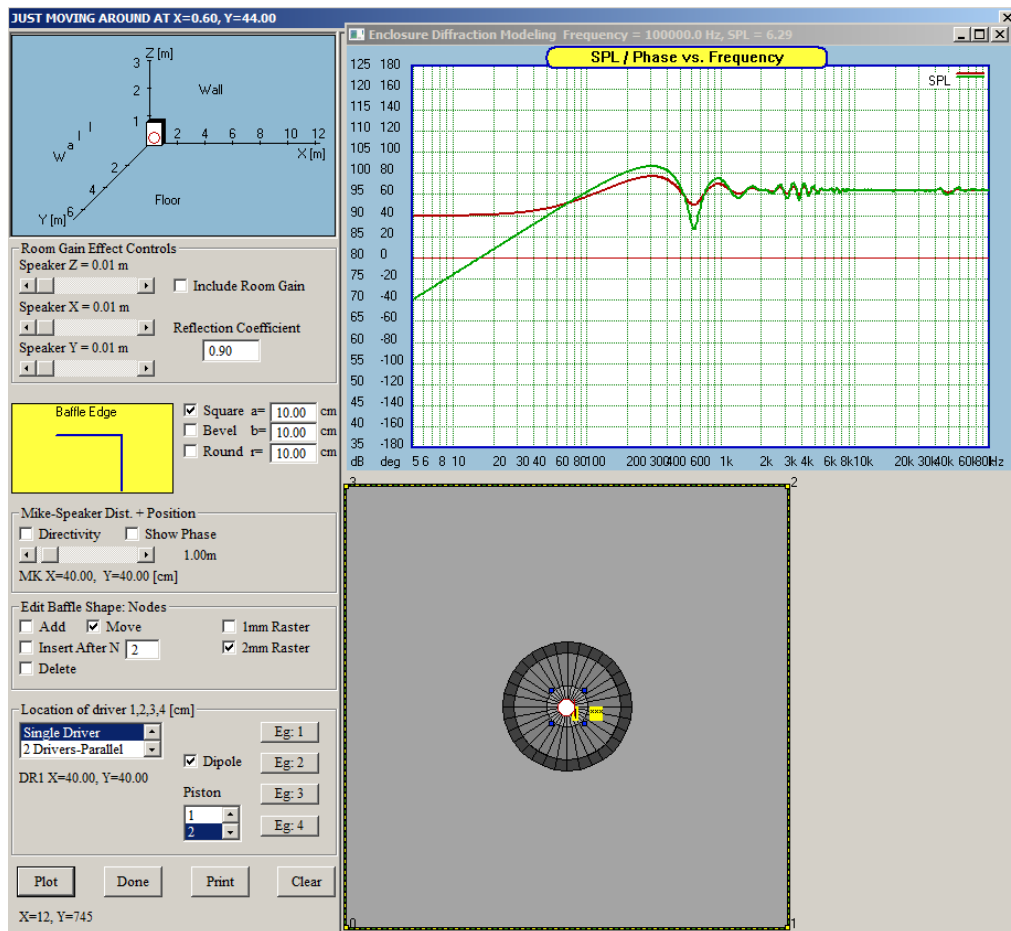 JUST MOVING AROUND AT X=0.60, Y=44.00
Z [m]
3
2
1
Wall
W a l l
2 4 6 8 10 12
X [m]
2
4
6
Y [m]
Floor
Room Gain Effect Controls
Speaker Z = 0.01 m
Include Room Gain
Speaker X = 0.01 m
Reflection Coefficient
Speaker Y = 0.01 m
0.90
Baffle Edge
Square a= 10.00 cm
Bevel b= 10.00 cm
Round r= 10.00 cm
Mike-Speaker Dist. + Position
Directivity Show Phase
1.00m
MK X=40.00, Y=40.00 [cm]
Edit Baffle Shape: Nodes
Add Move 1mm Raster
Insert After N 2 2mm Raster
Delete
Location of driver 1,2,3,4 [cm]
Single Driver
2 Drivers-Parallel
DR1 X=40.00, Y=40.00
Dipole
Piston
1
2
Eg: 1
Eg: 2
Eg: 3
Eg: 4
Plot Done Print Clear
X=12, Y=745
Enclosure Diffraction Modeling Frequency = 100000.0 Hz, SPL = 6.29
SPL / Phase vs. Frequency
SPL
125 180
120 160
115 140
110 120
105 100
100 80
95 60
90 40
85 20
80 0
75 -20
70 -40
65 -60
60 -80
55 -100
50 -120
45 -140
40 -160
35 -180
dB deg 5 6 8 10 20 30 40 60 80100 200 300400 600 1k 2k 3k 4k 6k 8k10k 20k 30k 40k 60k80kHz
3 2
xxx
0 1